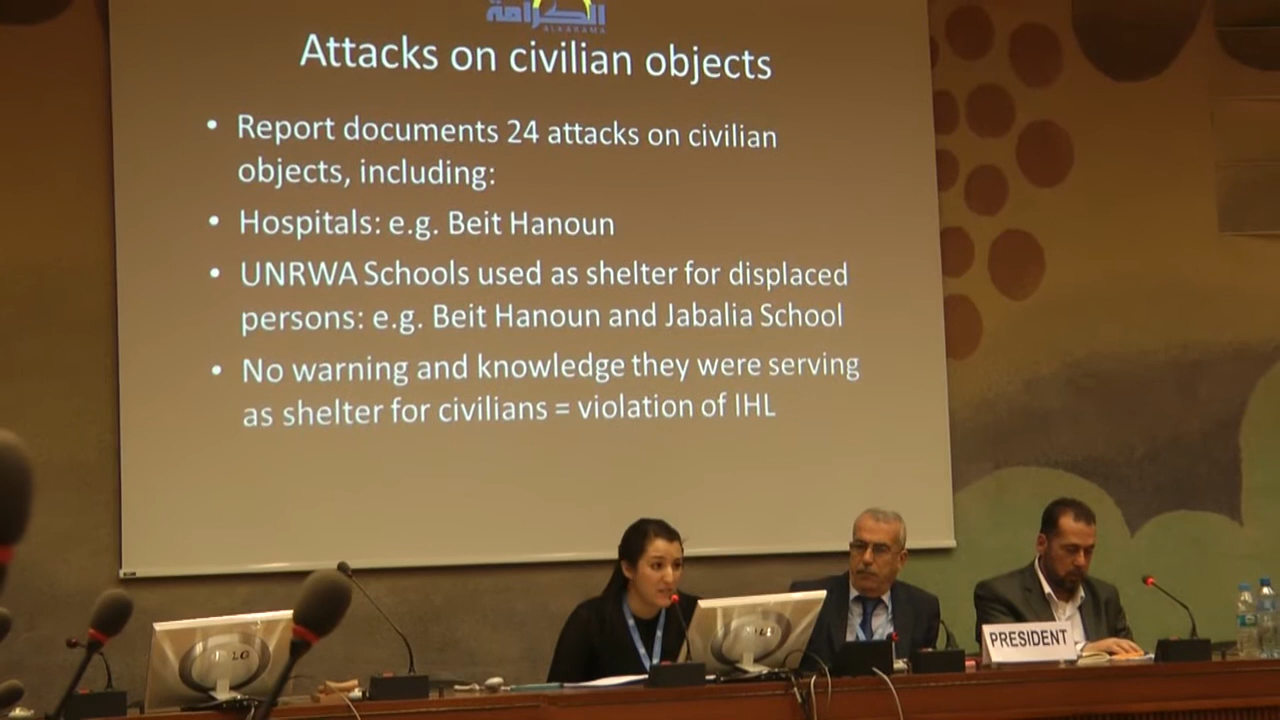 الكرامة
ALKARAMA
Attacks on civilian objects
• Report documents 24 attacks on civilian
objects, including:
• Hospitals: e.g. Beit Hanoun
• UNRWA Schools used as shelter for displaced
persons: e.g. Beit Hanoun and Jabalia School
• No warning and knowledge they were serving
as shelter for civilians = violation of IHL
PRESIDENT
LG